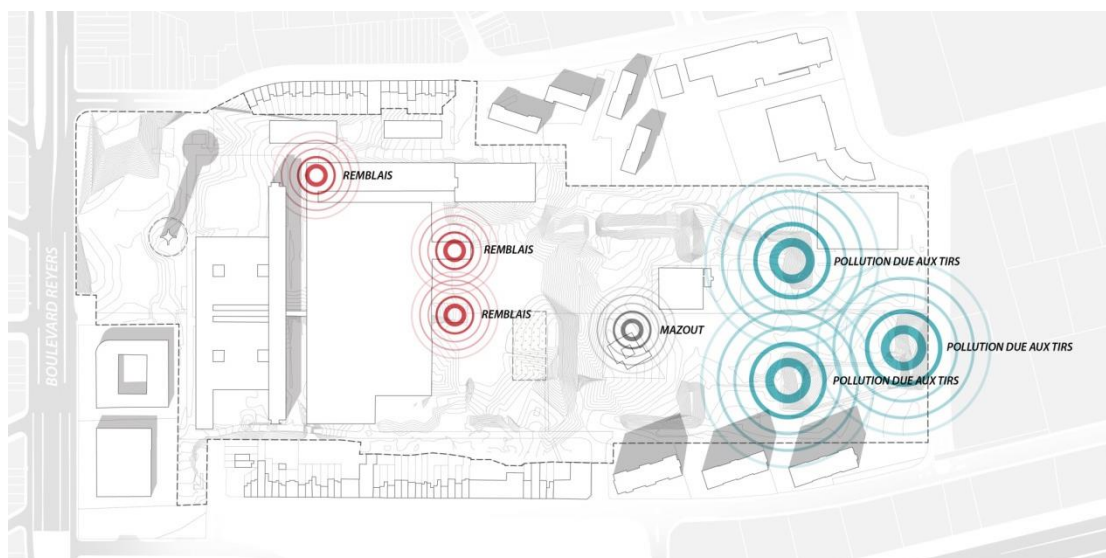 BOULEVARD REYERS
REMBLAIS
REMBLAIS
REMBLAIS
MAZOUT
POLLUTION DUE AUX TIRS
POLLUTION DUE AUX TIRS
POLLUTION DUE AUX TIRS